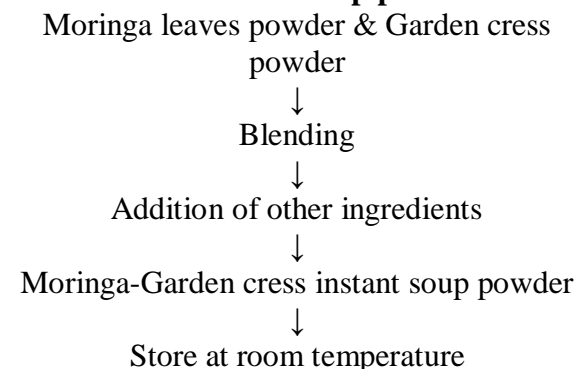 Moringa leaves powder & Garden cress
powder
↓
Blending
↓
Addition of other ingredients
↓
Moringa-Garden cress instant soup powder
↓
Store at room temperature